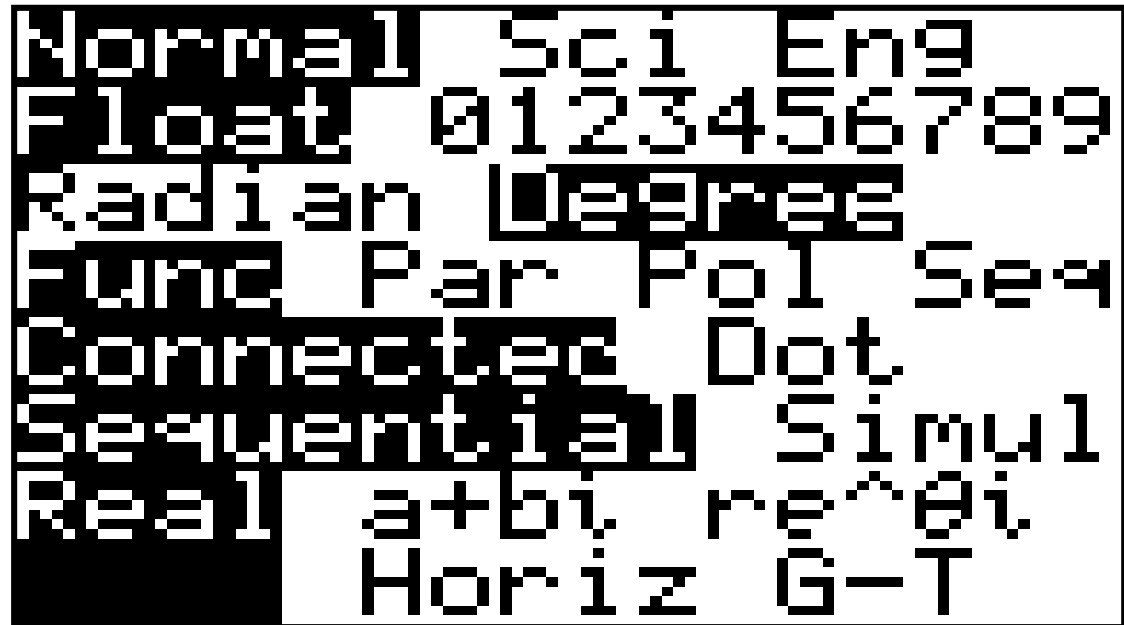 Normal Sci Eng
Float 0123456789
Radian Degree
Func Par Pol Seq
Connected Dot
Sequential Simul
Real a+bi re^θi
Horiz G-T